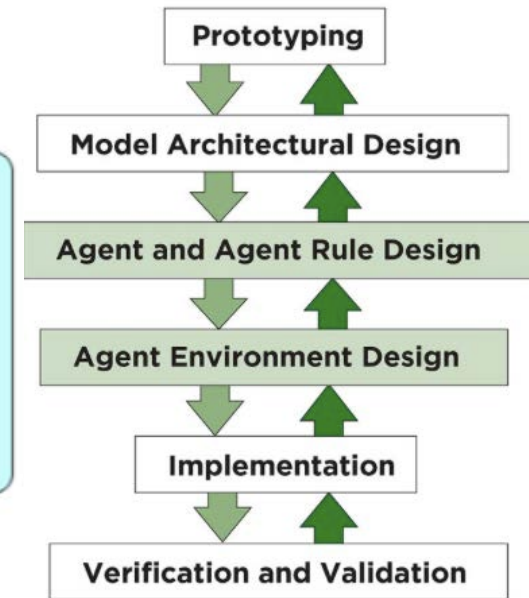 Prototyping
Model Architectural Design
Agent and Agent Rule Design
Agent Environment Design
Implementation
Verification and Validation